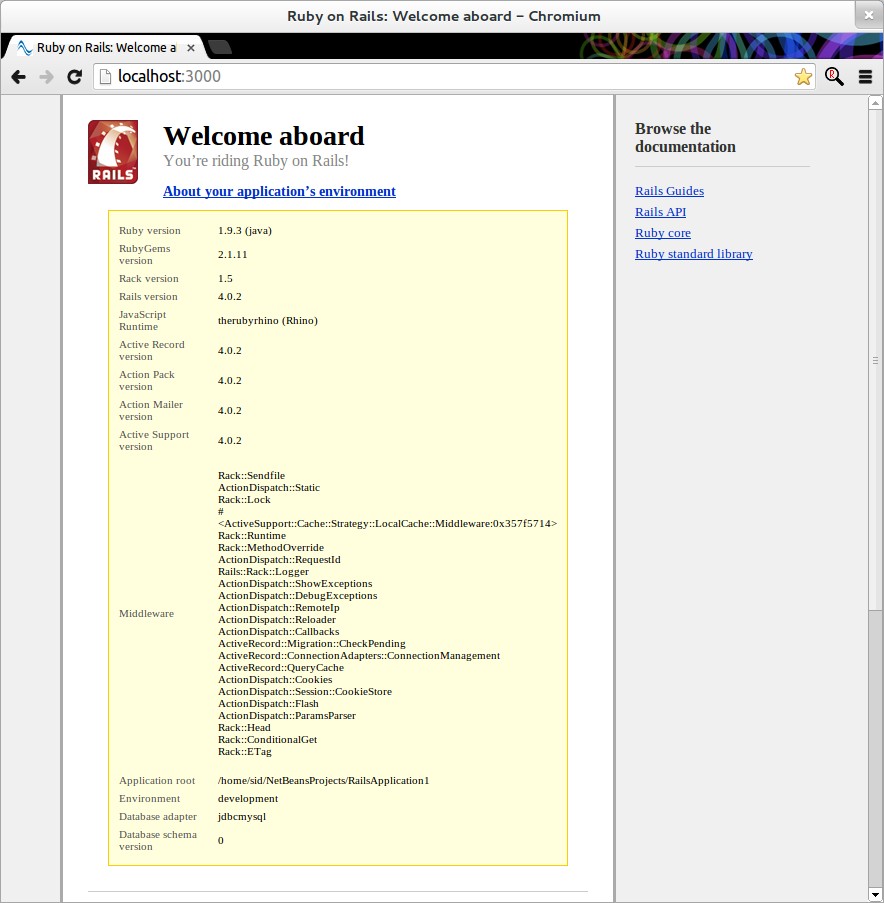 Ruby on Rails: Welcome aboard - Chromium
Ruby on Rails: Welcome a
localhost:3000
RAILS
Welcome aboard
You’re riding Ruby on Rails!
About your application’s environment
Ruby version 1.9.3 (java)
RubyGems
version 2.1.11
Rack version 1.5
Rails version 4.0.2
JavaScript
Runtime therubyrhino (Rhino)
Active Record
version 4.0.2
Action Pack
version 4.0.2
Action Mailer
version 4.0.2
Active Support
version 4.0.2
Middleware
Rack::Sendfile
ActionDispatch::Static
Rack::Lock
#
<ActiveSupport::Cache::Strategy::LocalCache::Middleware:0x357f5714>
Rack::Runtime
Rack::MethodOverride
ActionDispatch::RequestId
Rails::Rack::Logger
ActionDispatch::ShowExceptions
ActionDispatch::DebugExceptions
ActionDispatch::RemoteIp
ActionDispatch::Reloader
ActionDispatch::Callbacks
ActiveRecord::Migration::CheckPending
ActiveRecord::ConnectionAdapters::ConnectionManagement
ActiveRecord::QueryCache
ActionDispatch::Cookies
ActionDispatch::Session::CookieStore
ActionDispatch::Flash
ActionDispatch::ParamsParser
Rack::Head
Rack::ConditionalGet
Rack::ETag
Application root /home/sid/NetBeansProjects/RailsApplication1
Environment development
Database adapter jdbcmysql
Database schema
version 0
Browse the
documentation
Rails Guides
Rails API
Ruby core
Ruby standard library